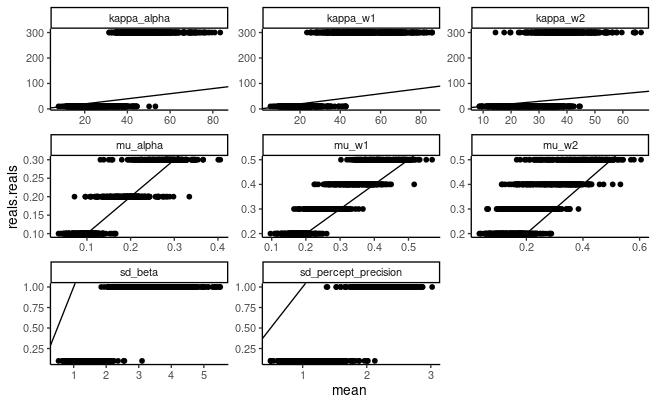 kappa_alpha kappa_w1 kappa_w2
300 300 300
200 200 200
100 100 100
0 0 0
20 40 60 80 20 40 60 80 10 20 30 40 50 60
mu_alpha mu_w1 mu_w2
0.30 0.5 0.5
0.25 0.4 0.4
0.20 0.3 0.3
0.15 0.2 0.2
0.10
0.1 0.2 0.3 0.4 0.1 0.2 0.3 0.4 0.5 0.2 0.4 0.6
reals.reals
sd_beta sd_percept_precision
1.00 1.00
0.75 0.75
0.50 0.50
0.25 0.25
1 2 3 4 5 1 2 3
mean